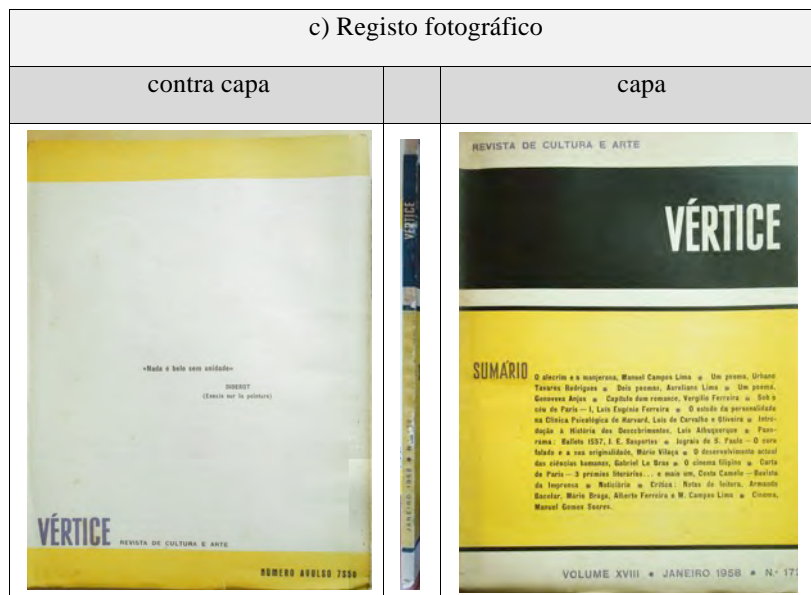 c) Registo fotográfico
contra capa
capa
«Nada é belo sem unidade»
DIDEROT
(Essais sur la peinture)
VÉRTICE REVISTA DE CULTURA E ARTE
NÚMERO AVULSO 7$50
VÉRTICE
JANEIRO 1958
REVISTA DE CULTURA E ARTE
VÉRTICE
SUMÁRIO
O alecrim e a manjerona, Manuel Campos Lima • Um poema, Urbano
Tavares Rodrigues • Dois poemas, Aureliano Lima • Um poema,
Genoveva Anjos • Capítulo dum romance, Vergílio Ferreira • Sob o
céu de Paris — I, Luís Eugénio Ferreira • O estudo da personalidade
na Clínica Psicológica de Harvard, Luís de Carvalho e Oliveira • Intro-
dução à História dos Descobrimentos, Luís Albuquerque • Pano-
rama: Ballets 1957, J. E. Sasportes • Jograis de S. Paulo — O coro
falado e a sua originalidade, Mário Vilaça • O desenvolvimento actual
das ciências humanas, Gabriel Le Bras • O cinema filipino • Carta
de Paris — 3 prémios literários... e mais um, Costa Camelo — Revista
da Imprensa • Noticiário • Crítica: Notas de leitura, Armando
Bacelar, Mário Braga, Alberto Ferreira e M. Campos Lima • Cinema,
Manuel Gomes Soares.
VOLUME XVIII • JANEIRO 1958 • N.º 172